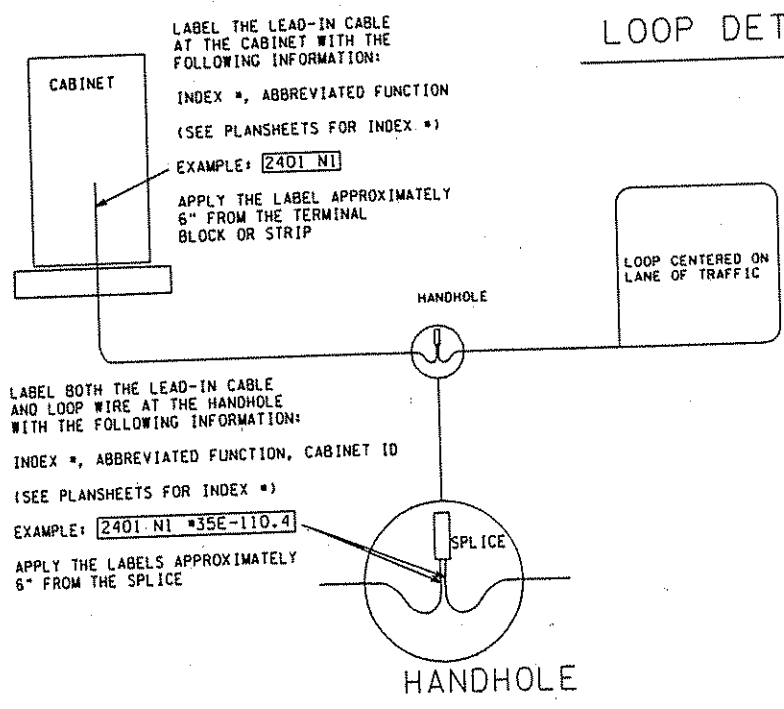 LOOP DET
LABEL THE LEAD-IN CABLE
AT THE CABINET WITH THE
FOLLOWING INFORMATION:
INDEX #, ABBREVIATED FUNCTION
(SEE PLANSHEETS FOR INDEX #)
EXAMPLE: 2401 N1
APPLY THE LABEL APPROXIMATELY
6" FROM THE TERMINAL
BLOCK OR STRIP
CABINET
LOOP CENTERED ON
LANE OF TRAFFIC
HANDHOLE
LABEL BOTH THE LEAD-IN CABLE
AND LOOP WIRE AT THE HANDHOLE
WITH THE FOLLOWING INFORMATION:
INDEX #, ABBREVIATED FUNCTION, CABINET ID
(SEE PLANSHEETS FOR INDEX #)
EXAMPLE: 2401 N1 #35E-110.4
APPLY THE LABELS APPROXIMATELY
6" FROM THE SPLICE
SPLICE
HANDHOLE